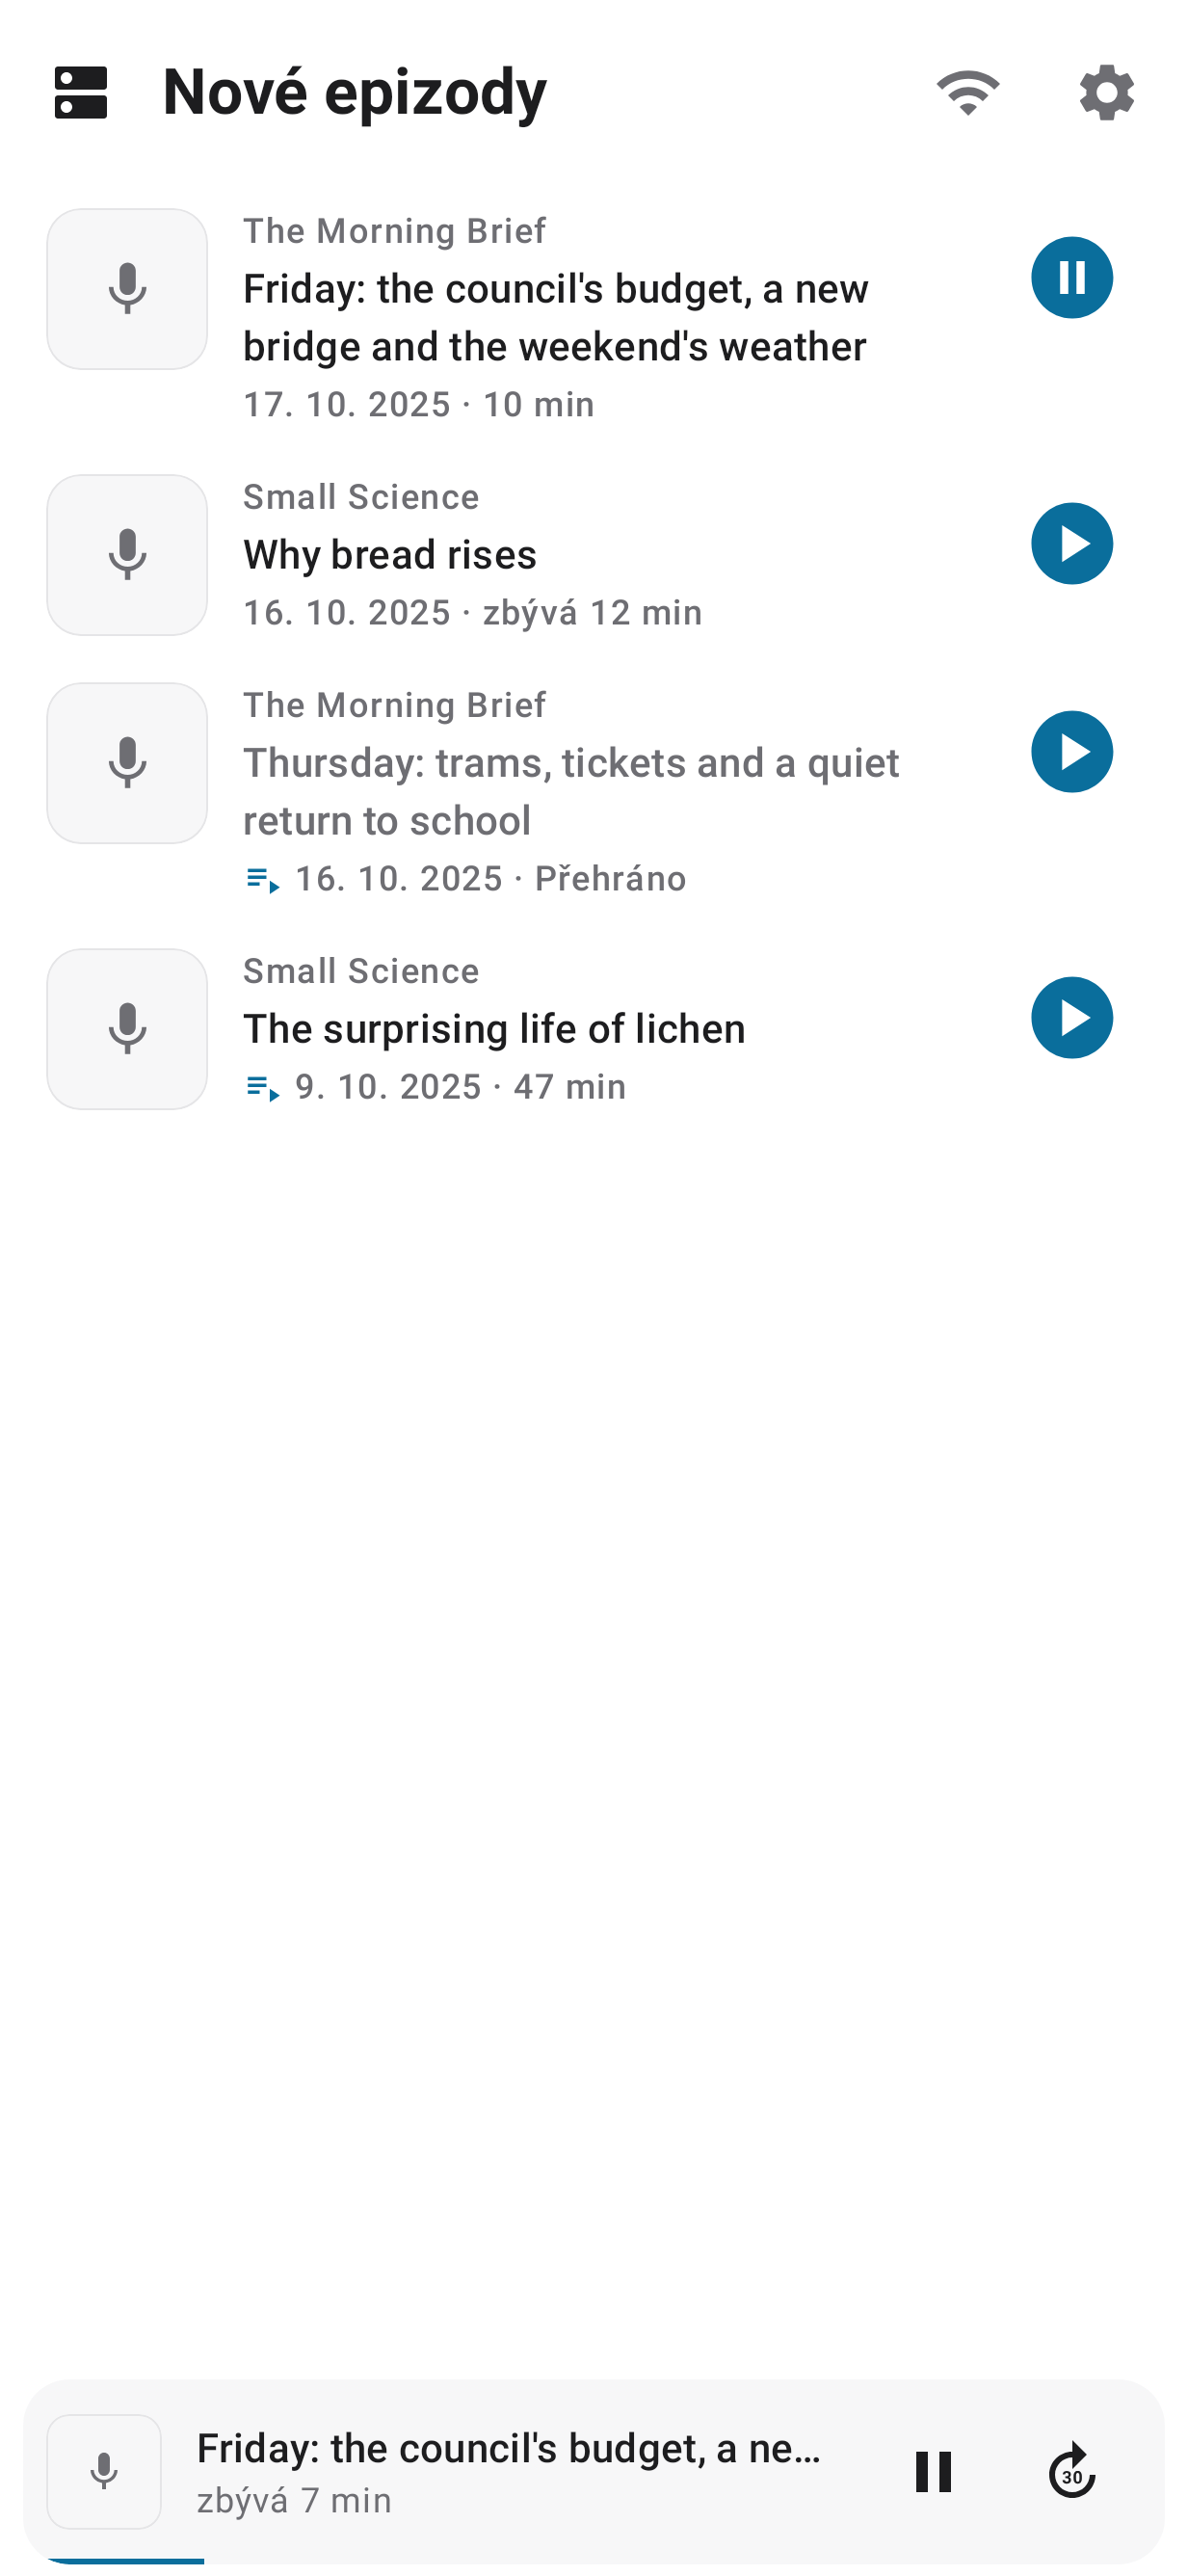 Nové epizody
The Morning Brief
Friday: the council's budget, a new
bridge and the weekend's weather
17. 10. 2025 · 10 min
Small Science
Why bread rises
16. 10. 2025 · zbývá 12 min
The Morning Brief
Thursday: trams, tickets and a quiet
return to school
16. 10. 2025 · Přehráno
Small Science
The surprising life of lichen
9. 10. 2025 · 47 min
Friday: the council's budget, a ne…
zbývá 7 min
30